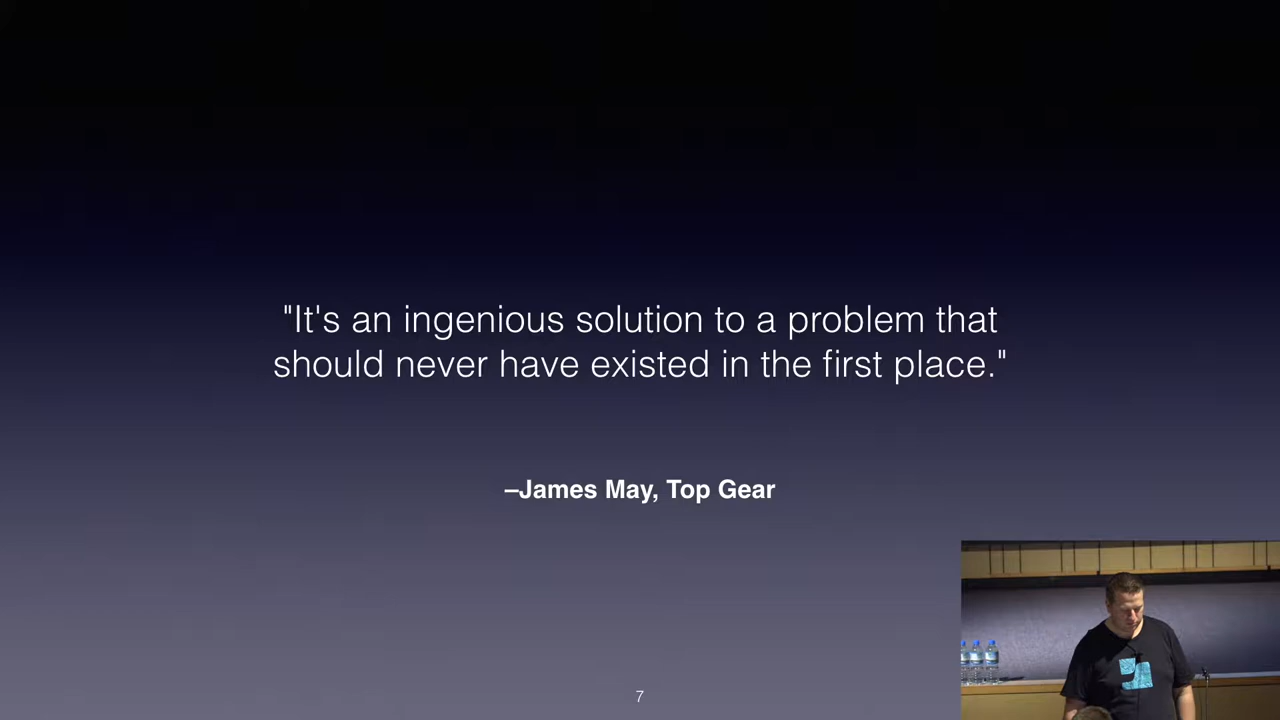 "It's an ingenious solution to a problem that
should never have existed in the first place."
–James May, Top Gear
7